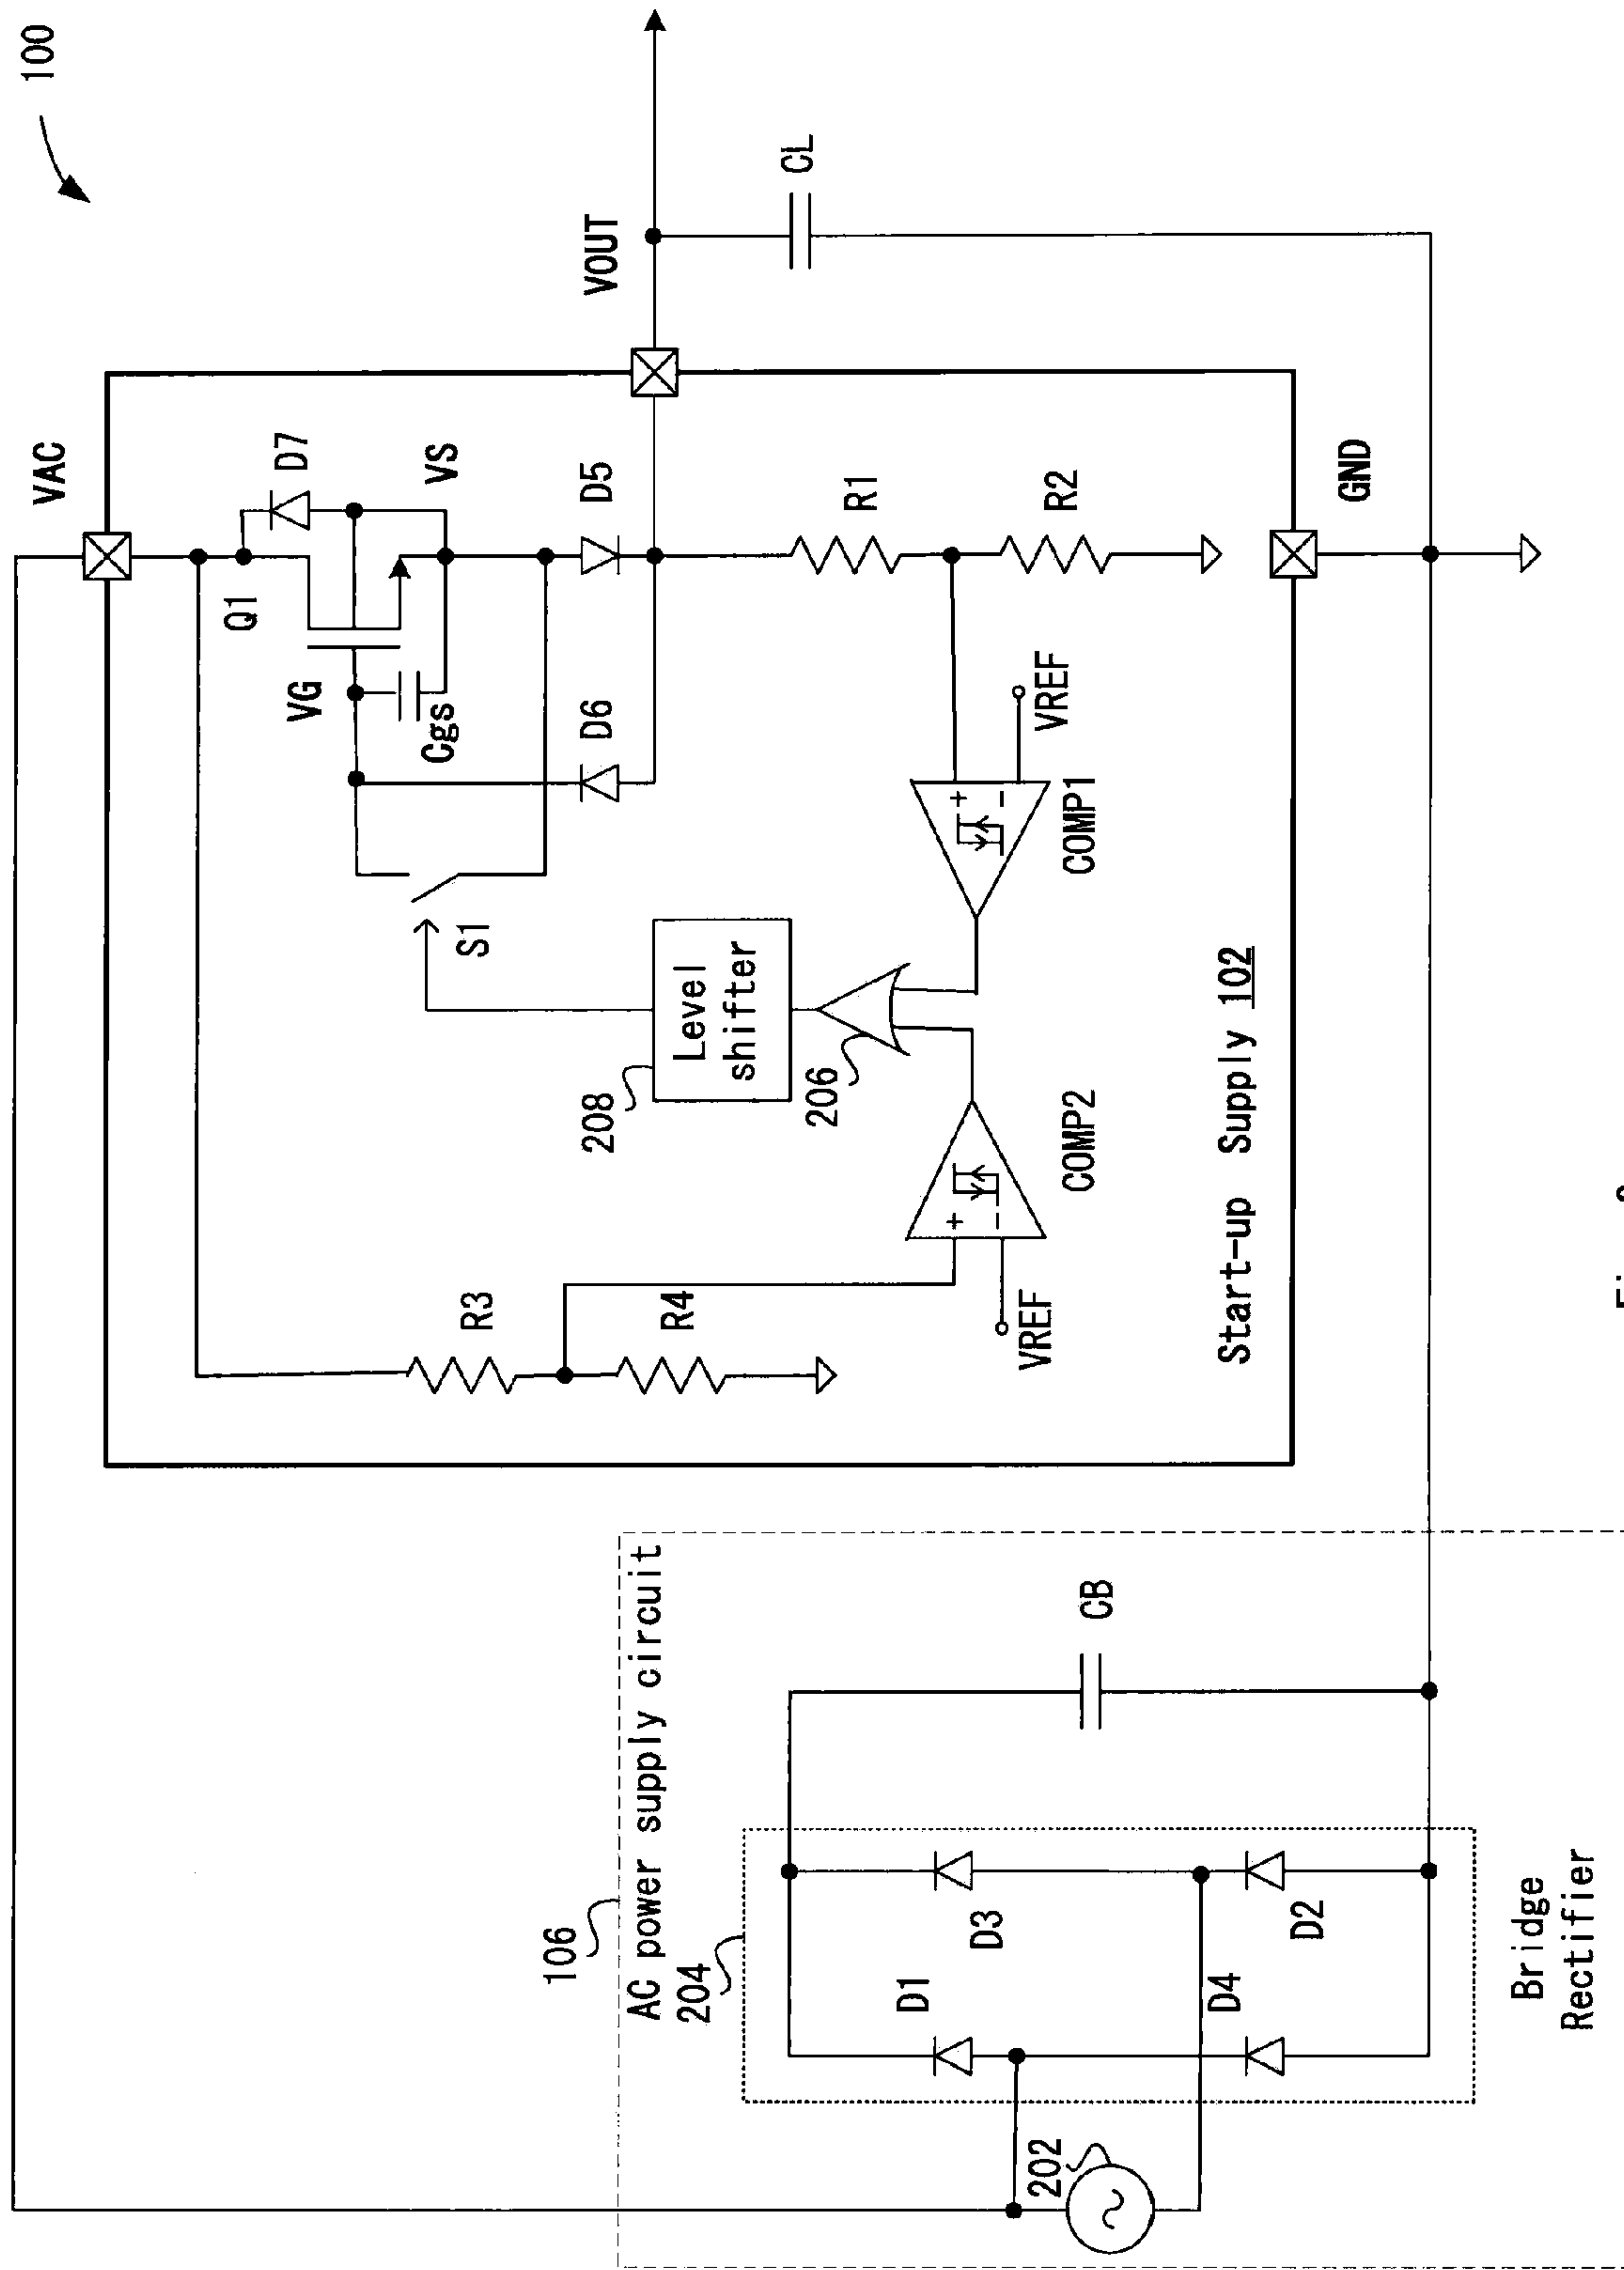 100
VAC
VOUT
CL
D7
Q1
VS
VG
Cgs
D5
D6
R1
R2
GND
S1
Level
shifter
208
206
+
-
VREF
COMP1
+
-
VREF
COMP2
R3
R4
Start-up Supply 102
106
AC power supply circuit
204
CB
D1
D3
D4
D2
202
Bridge
Rectifier